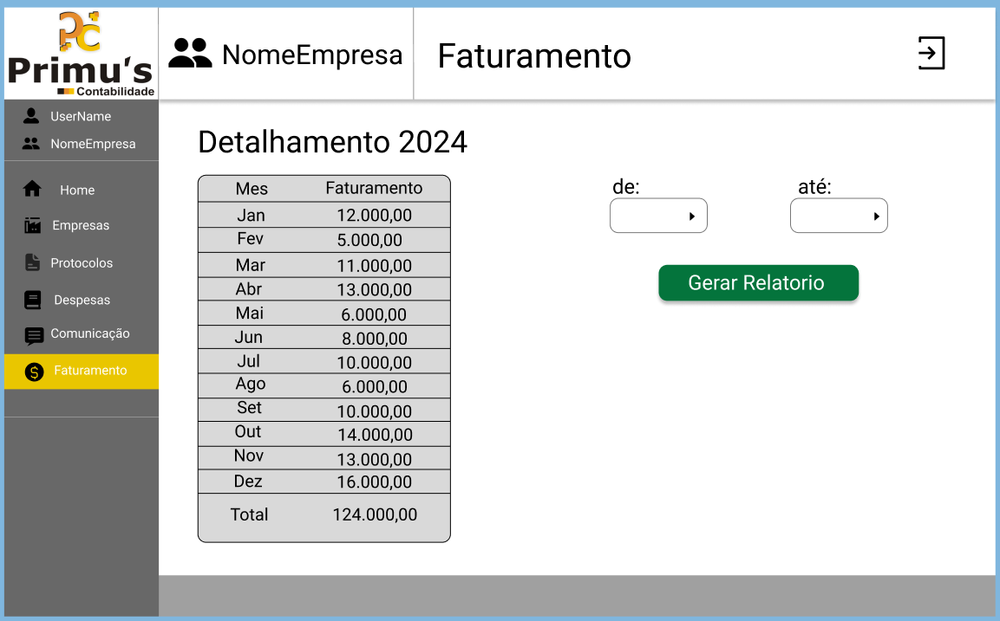 Primu's
Contabilidade
NomeEmpresa
Faturamento
UserName
NomeEmpresa
Home
Empresas
Protocolos
Despesas
Comunicação
Faturamento
Detalhamento 2024
Mes Faturamento
Jan 12.000,00
Fev 5.000,00
Mar 11.000,00
Abr 13.000,00
Mai 6.000,00
Jun 8.000,00
Jul 10.000,00
Ago 6.000,00
Set 10.000,00
Out 14.000,00
Nov 13.000,00
Dez 16.000,00
Total 124.000,00
de: até:
Gerar Relatorio